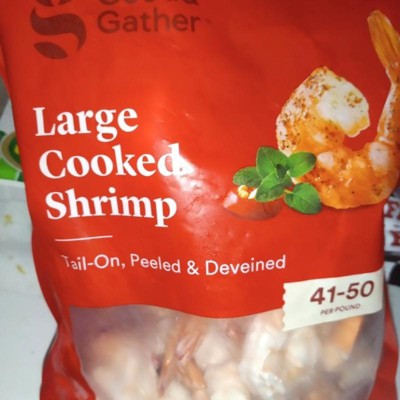 Gather
Large
Cooked
Shrimp
Tail-On, Peeled & Deveined
41-50
PER POUND